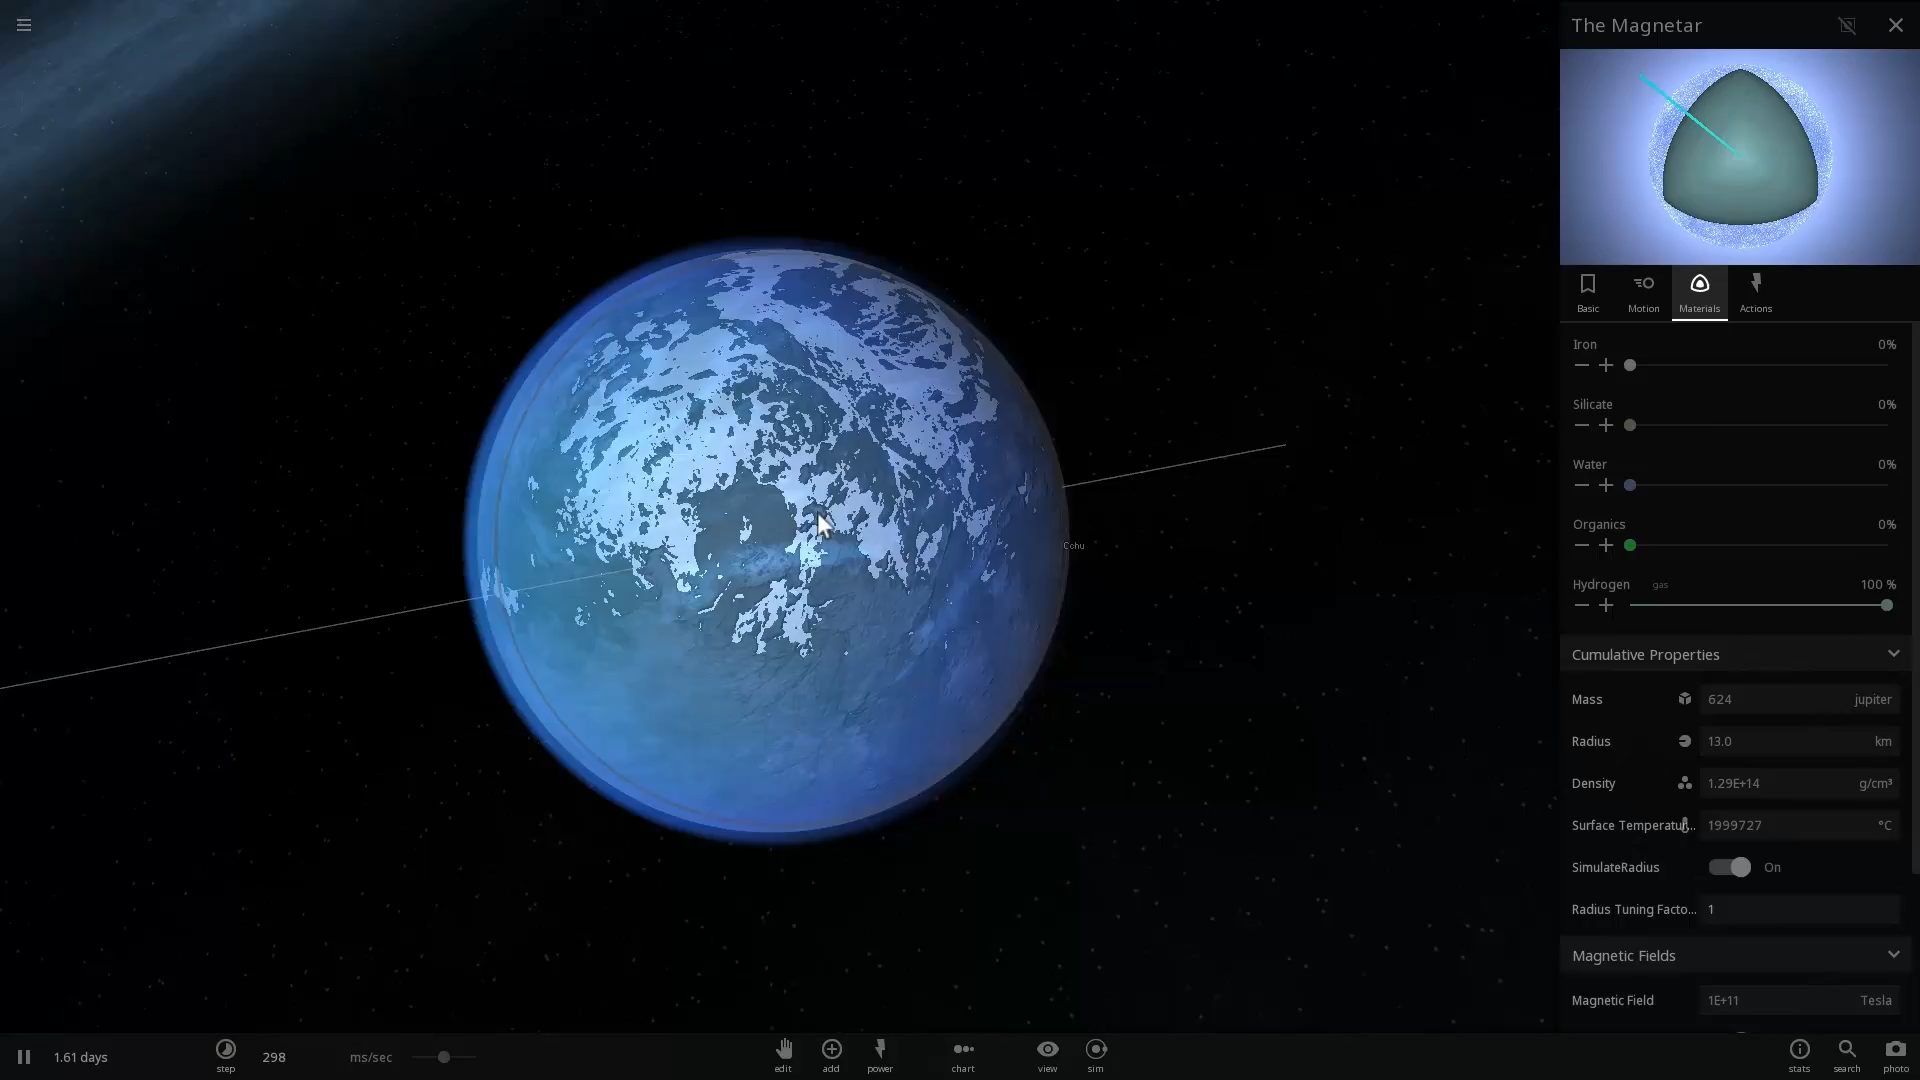 The Magnetar
Basic
Motion
Materials
Actions
Iron 0%
Silicate 0%
Water 0%
Organics 0%
Hydrogen gas 100 %
Cumulative Properties
Mass 624 jupiter
Radius 13.0 km
Density 1.29E+14 g/cm³
Surface Temperatur... 1999727 °C
SimulateRadius On
Radius Tuning Facto... 1
Magnetic Fields
Magnetic Field 1E+11 Tesla
Cohu
1.61 days
step
298 ms/sec
edit
add
power
chart
view
sim
stats
search
photo